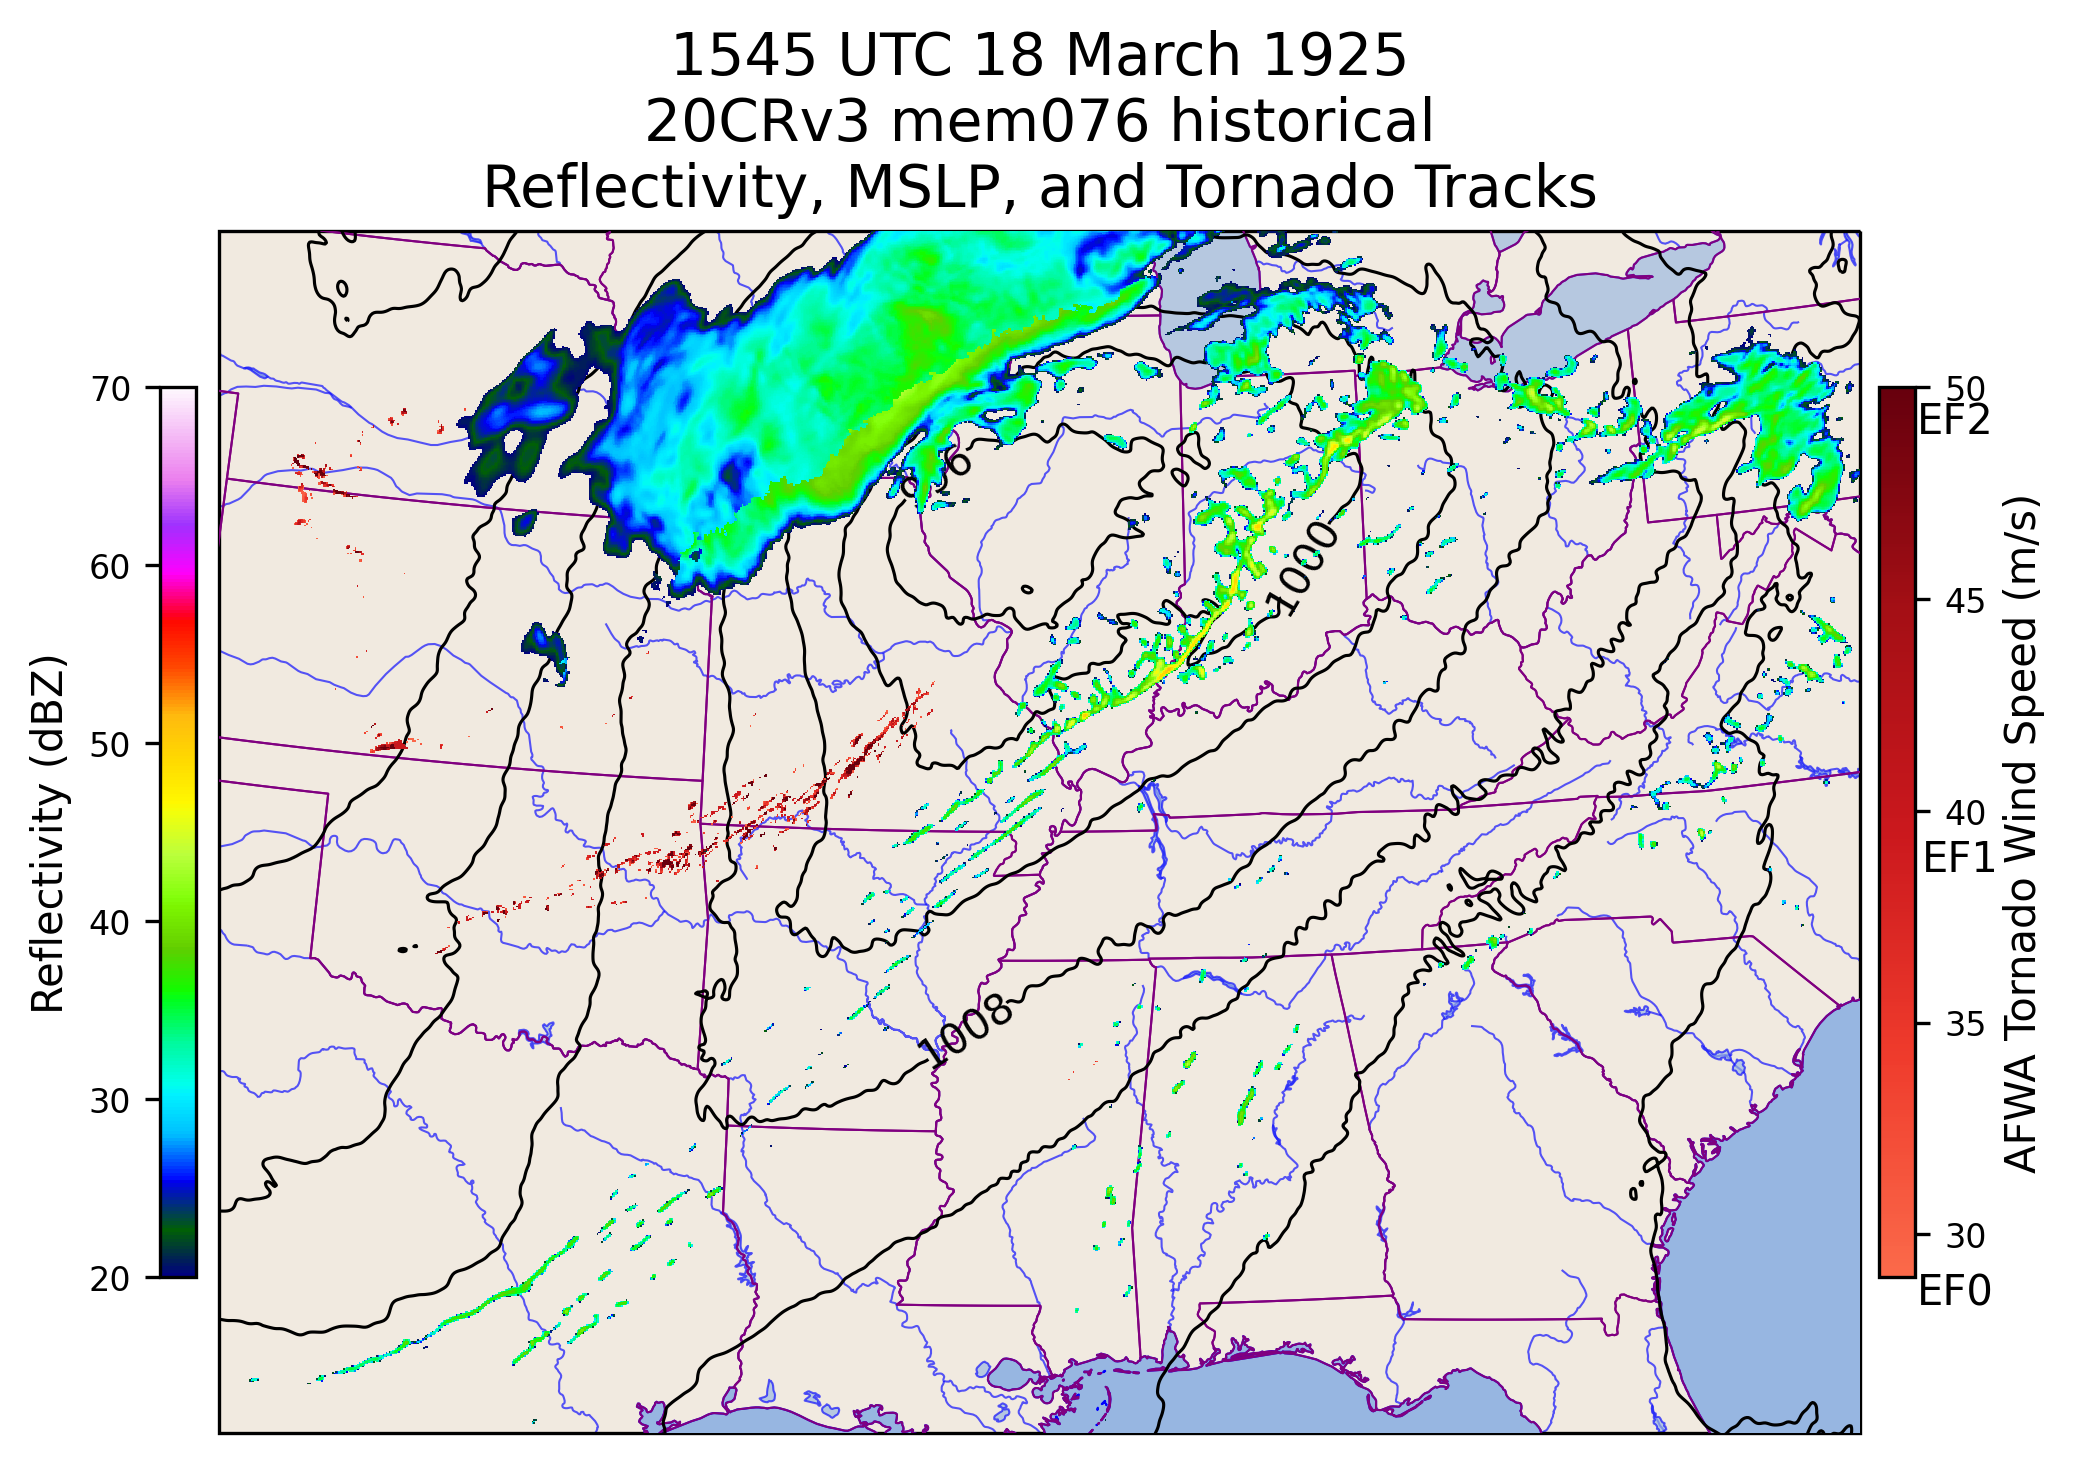 1545 UTC 18 March 1925
20CRv3 mem076 historical
Reflectivity, MSLP, and Tornado Tracks
70
60
50
40
30
20
Reflectivity (dBZ)
996
1000
1008
50
EF2
45
40
EF1
35
30
EF0
AFWA Tornado Wind Speed (m/s)